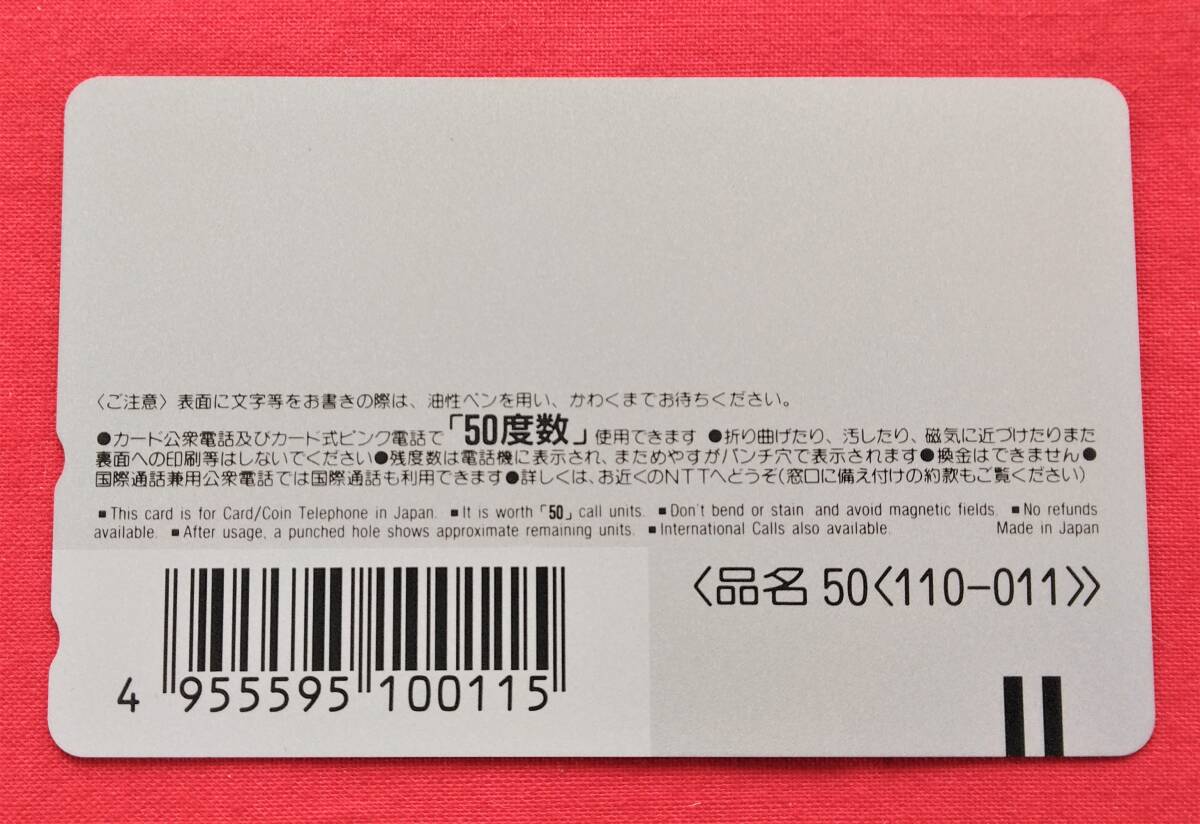 〈ご注意〉表面に文字等をお書きの際は、油性ペンを用い、かわくまでお待ちください。
●カード公衆電話及びカード式ピンク電話で「50度数」使用できます ●折り曲げたり、汚したり、磁気に近づけたりまた
裏面への印刷等はしないでください●残度数は電話機に表示され、まためやすがパンチ穴で表示されます●換金はできません●
国際通話兼用公衆電話では国際通話も利用できます●詳しくは、お近くのNTTへどうぞ(窓口に備え付けの約款もご覧ください)
■This card is for Card/Coin Telephone in Japan. ■It is worth「50」call units. ■Don't bend or stain and avoid magnetic fields. ■No refunds
available. ■After usage, a punched hole shows approximate remaining units. ■International Calls also available. Made in Japan
〈品名 50〈110-011〉〉
4 955595 100115